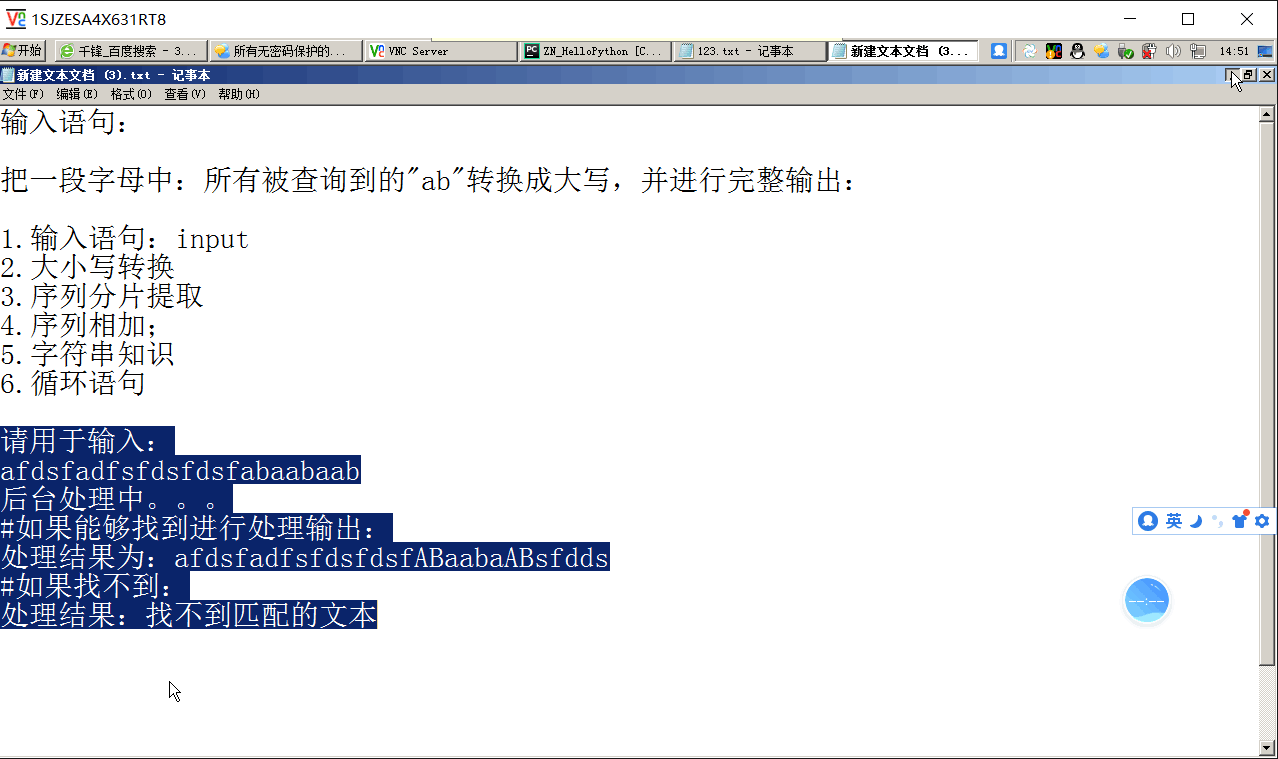 1SJZESA4X631RT8
开始
千锋_百度搜索 - 3...
所有无密码保护的...
VNC Server
ZN_HelloPython [C...
123.txt - 记事本
新建文本文档 (3...
14:51
新建文本文档 (3).txt - 记事本
文件(F) 编辑(E) 格式(O) 查看(V) 帮助(H)
输入语句：
把一段字母中：所有被查询到的"ab"转换成大写，并进行完整输出：
1.输入语句：input
2.大小写转换
3.序列分片提取
4.序列相加；
5.字符串知识
6.循环语句
请用于输入：
afdsfadfsfdsfdsfabaabaab
后台处理中。。。
#如果能够找到进行处理输出：
处理结果为：afdsfadfsfdsfdsfABaabaABsfdds
#如果找不到：
处理结果：找不到匹配的文本
英
--:--